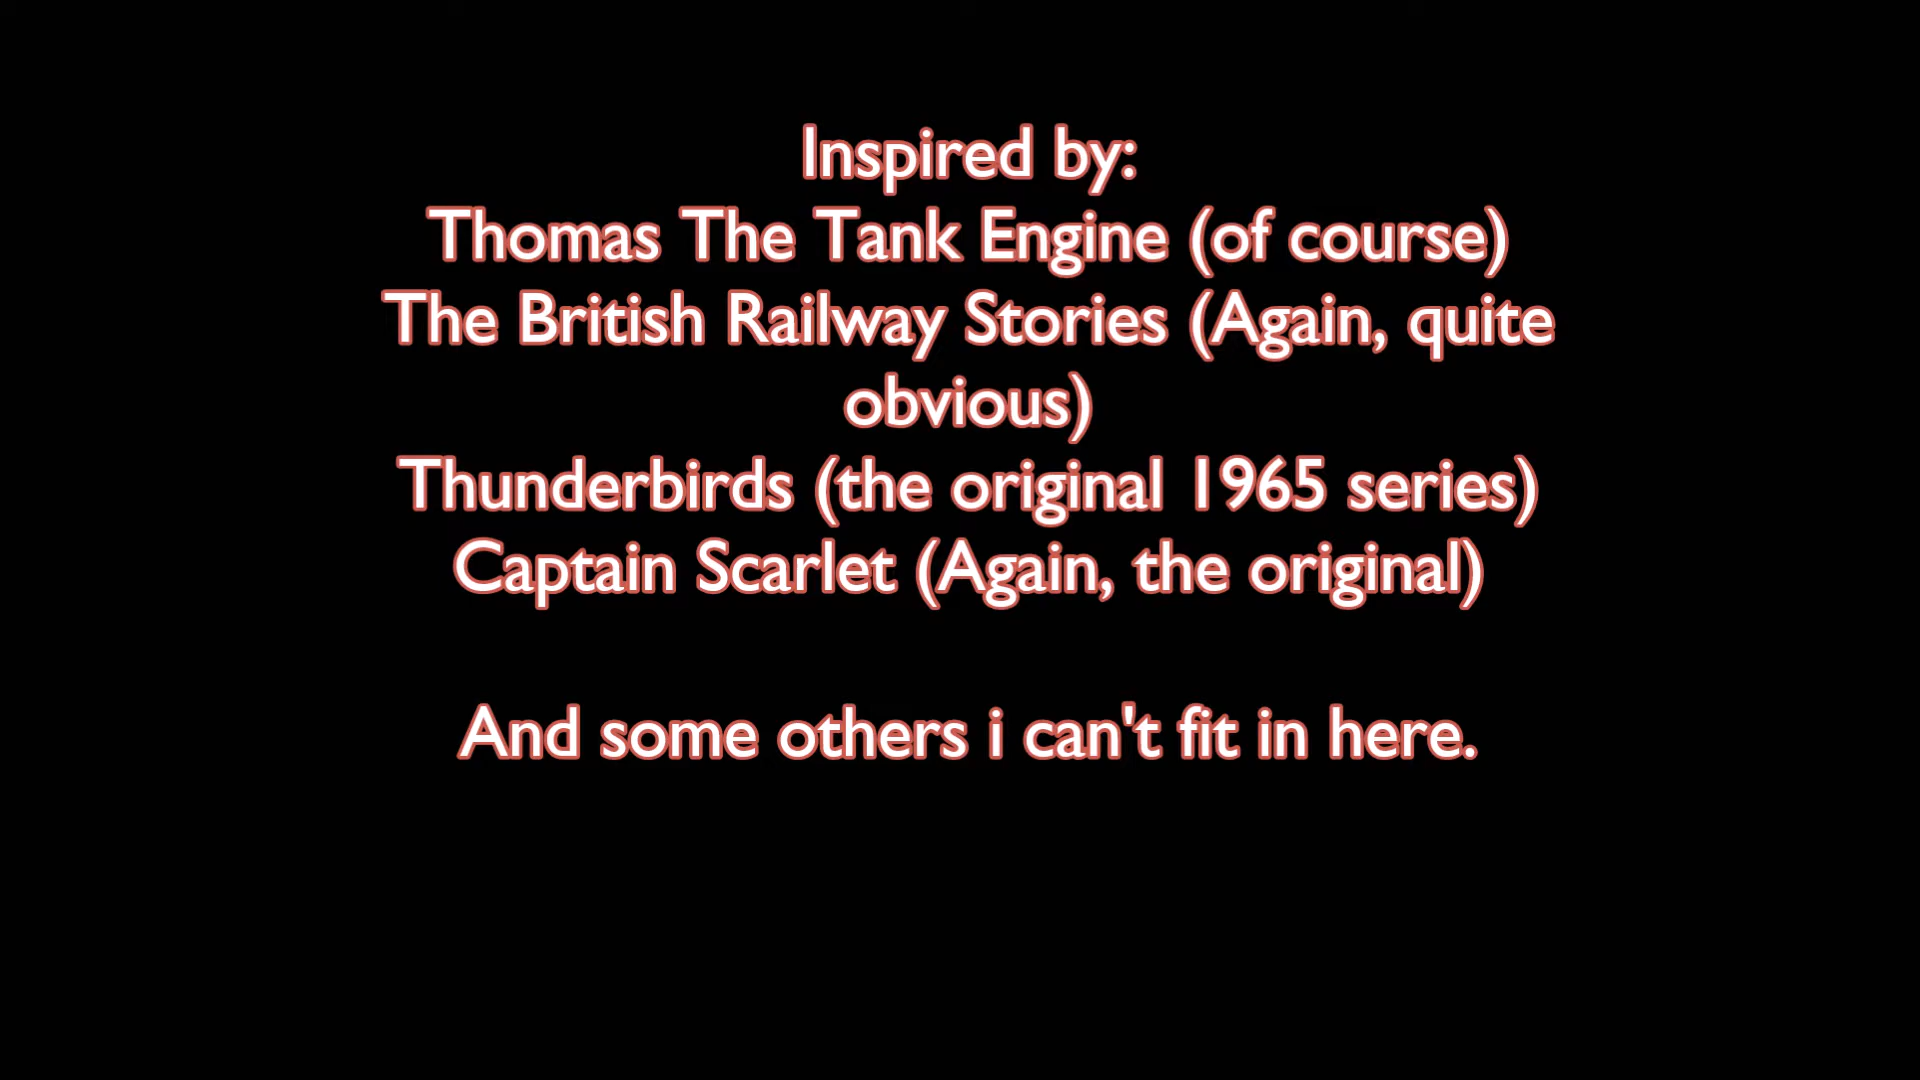 Inspired by:
Thomas The Tank Engine (of course)
The British Railway Stories (Again, quite
obvious)
Thunderbirds (the original 1965 series)
Captain Scarlet (Again, the original)
And some others i can't fit in here.